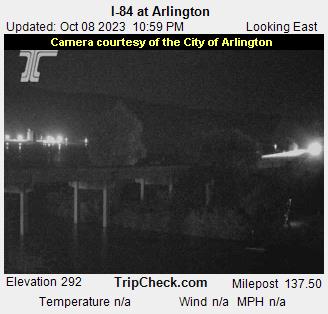 I-84 at Arlington
Updated: Oct 08 2023 10:59 PM Looking East
Camera courtesy of the City of Arlington
Elevation 292 TripCheck.com Milepost 137.50
Temperature n/a Wind n/a MPH n/a